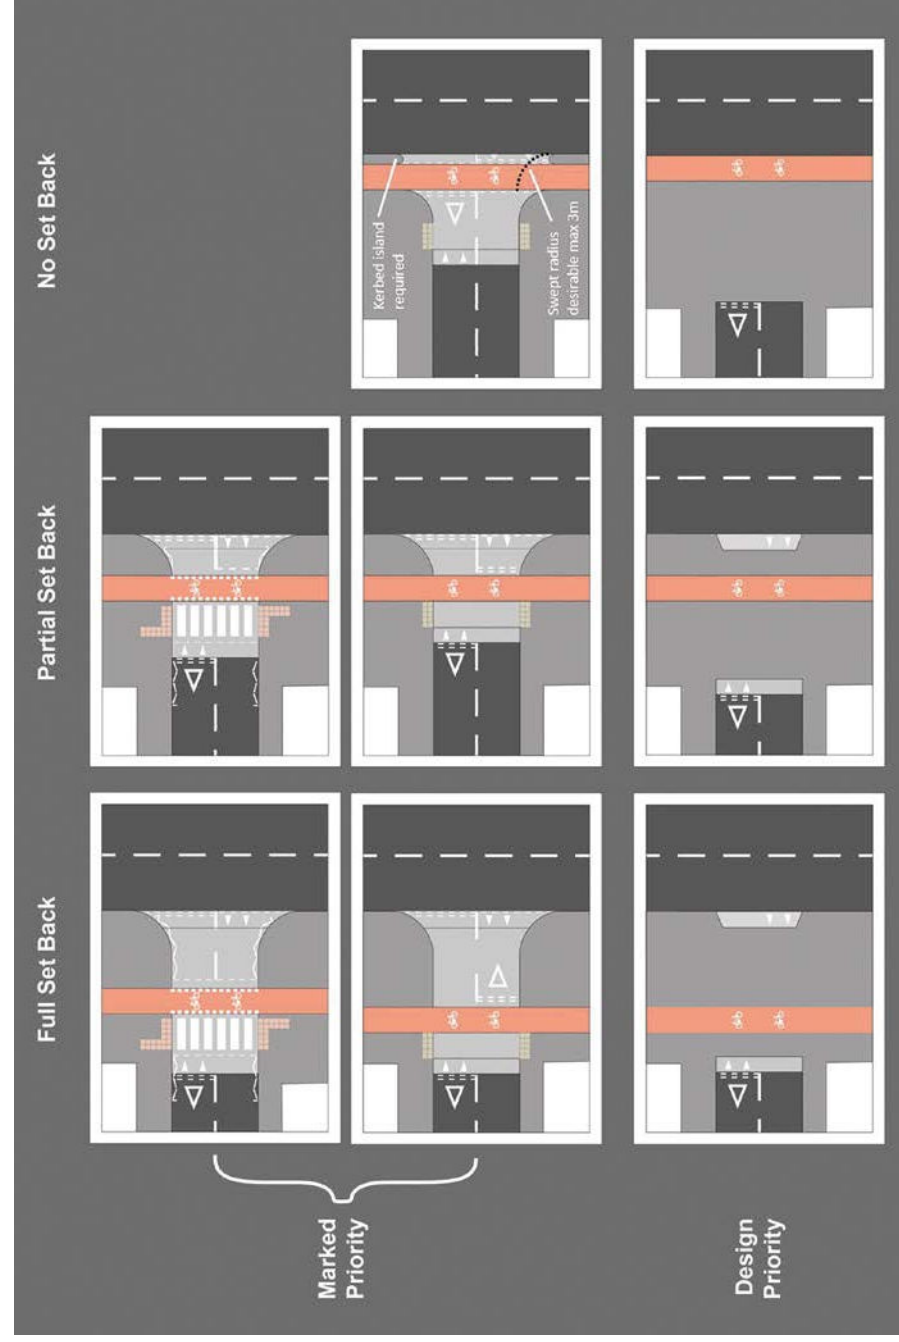 Full Set Back
Partial Set Back
No Set Back
Marked
Priority
Kerbed island
required
Swept radius
desirable max 3m
Design
Priority